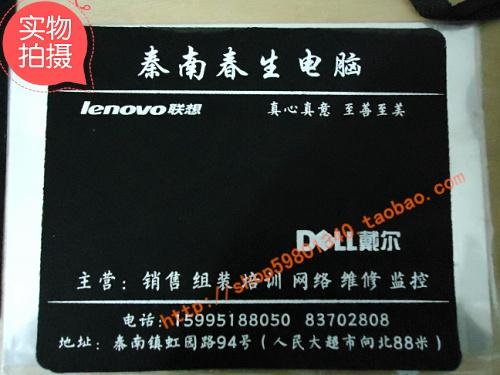 实物
拍摄
秦南春生电脑
lenovo联想
真心真意 至善至美
DELL戴尔
主营：销售 组装 培训 网络 维修 监控
电话：15995188050 83702808
地址：秦南镇虹园路94号（人民大超市向北88米）